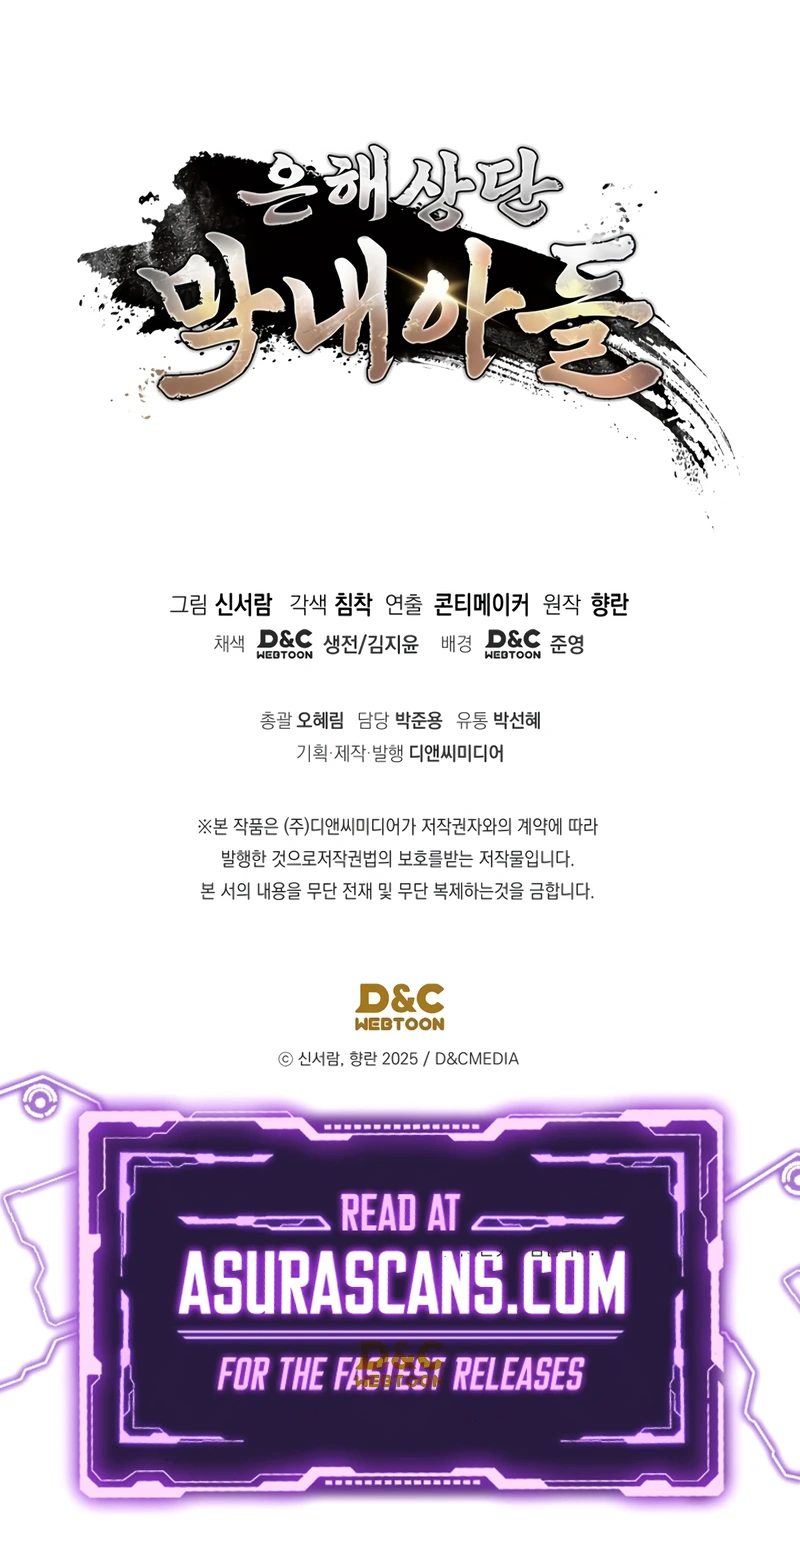 은해상단
막내아들
그림 신서람 각색 침착 연출 콘티메이커 원작 향란
채색 D&C WEBTOON 생전/김지윤 배경 D&C WEBTOON 준영
총괄 오혜림 담당 박준용 유통 박선혜
기획·제작·발행 디앤씨미디어
※본 작품은 (주)디앤씨미디어가 저작권자와의 계약에 따라
발행한 것으로저작권법의 보호를받는 저작물입니다.
본 서의 내용을 무단 전재 및 무단 복제하는것을 금합니다.
D&C
WEBTOON
ⓒ 신서람, 향란 2025 / D&CMEDIA
READ AT
ASURASCANS.COM
FOR THE FASTEST RELEASES
D&C
WEBTOON